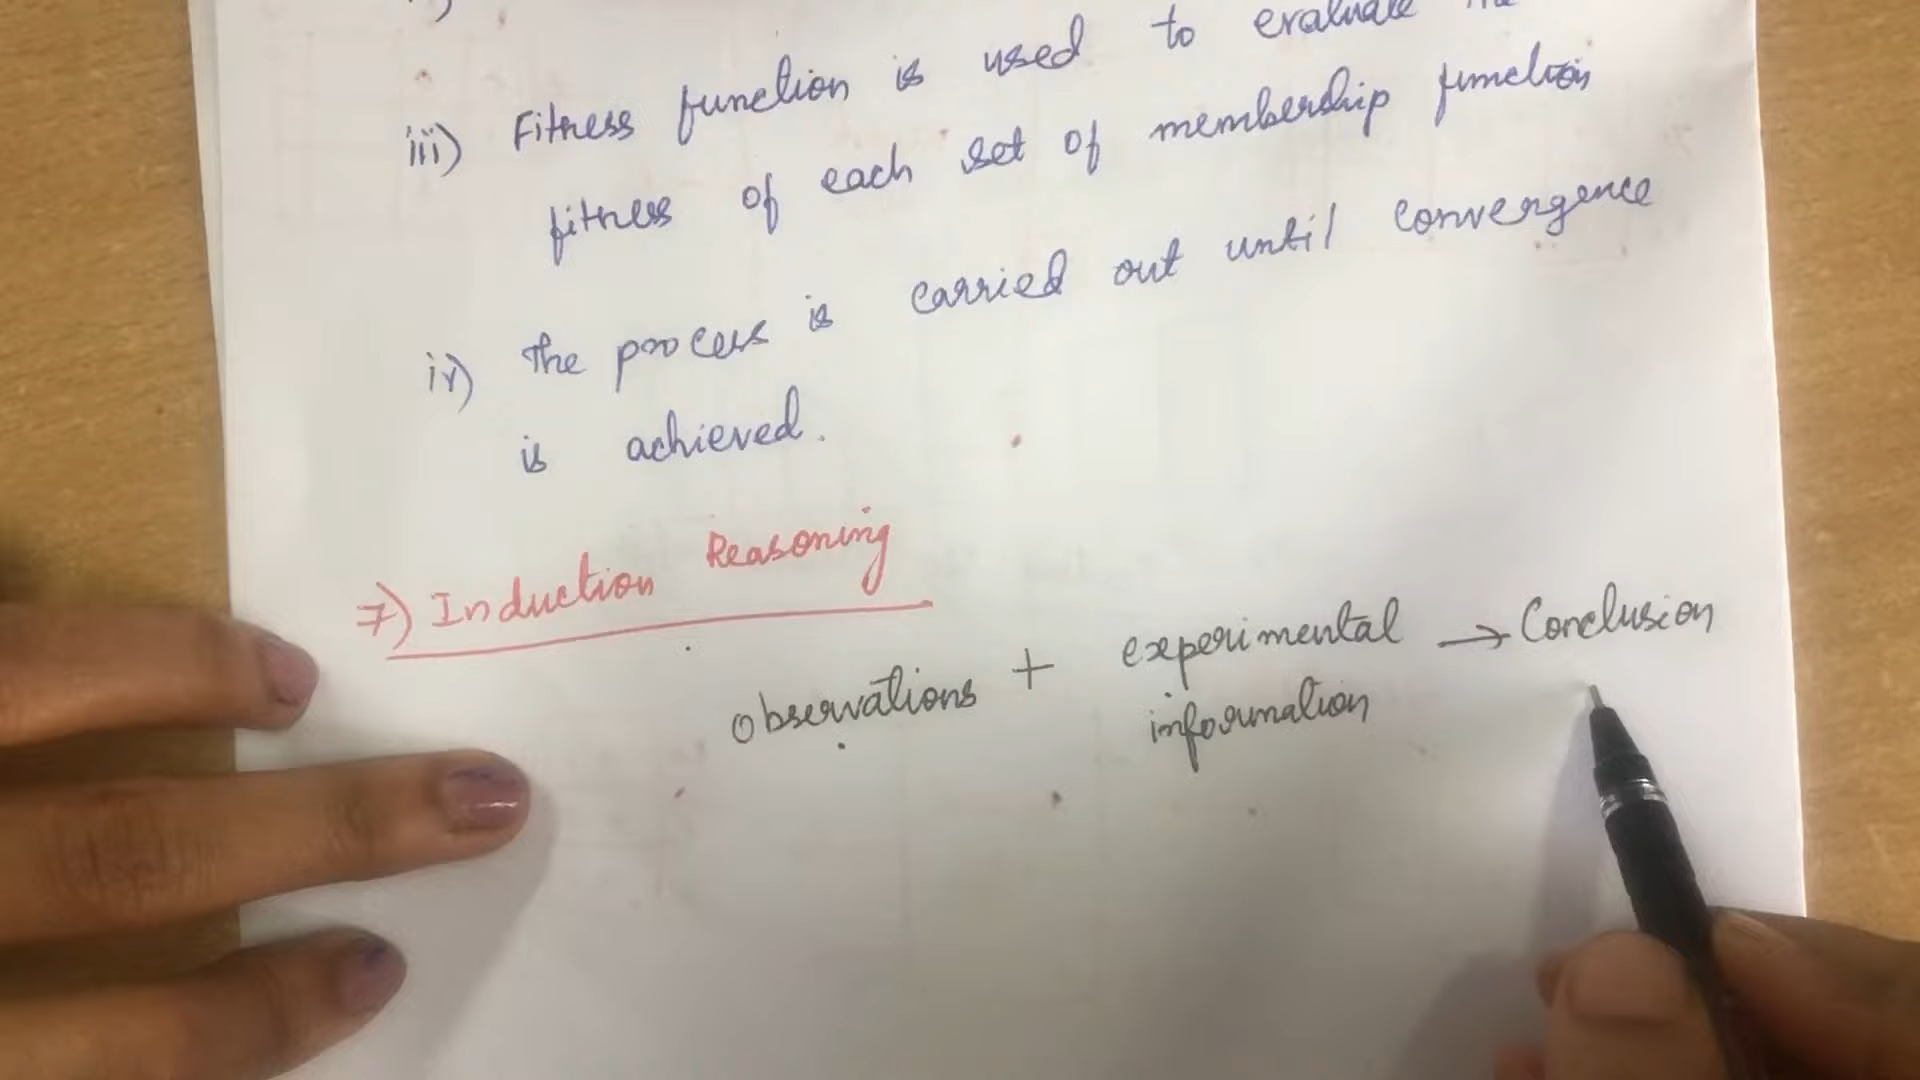 iii) Fitness function is used to evaluate the
fitness of each set of membership function
iv) The process is carried out until convergence
is achieved.
7) Induction Reasoning
observations + experimental → Conclusion
information